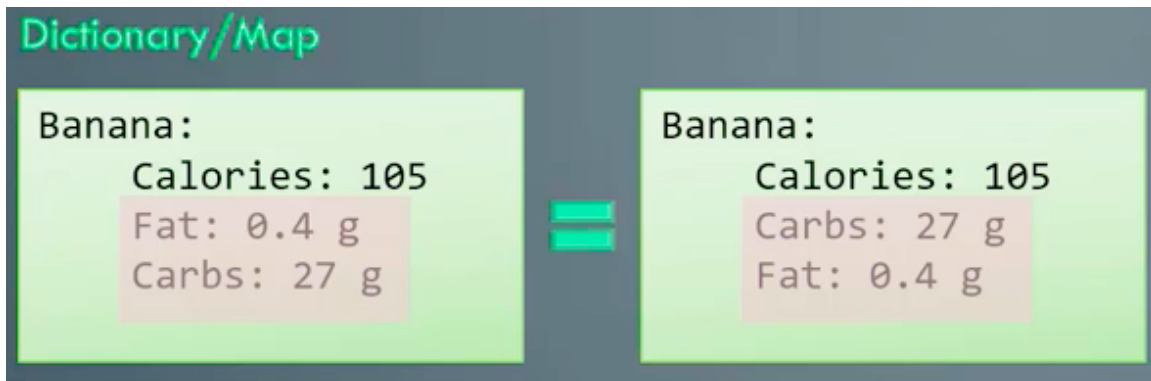 Dictionary/Map
Banana:
Calories: 105
Fat: 0.4 g
Carbs: 27 g
=
Banana:
Calories: 105
Carbs: 27 g
Fat: 0.4 g